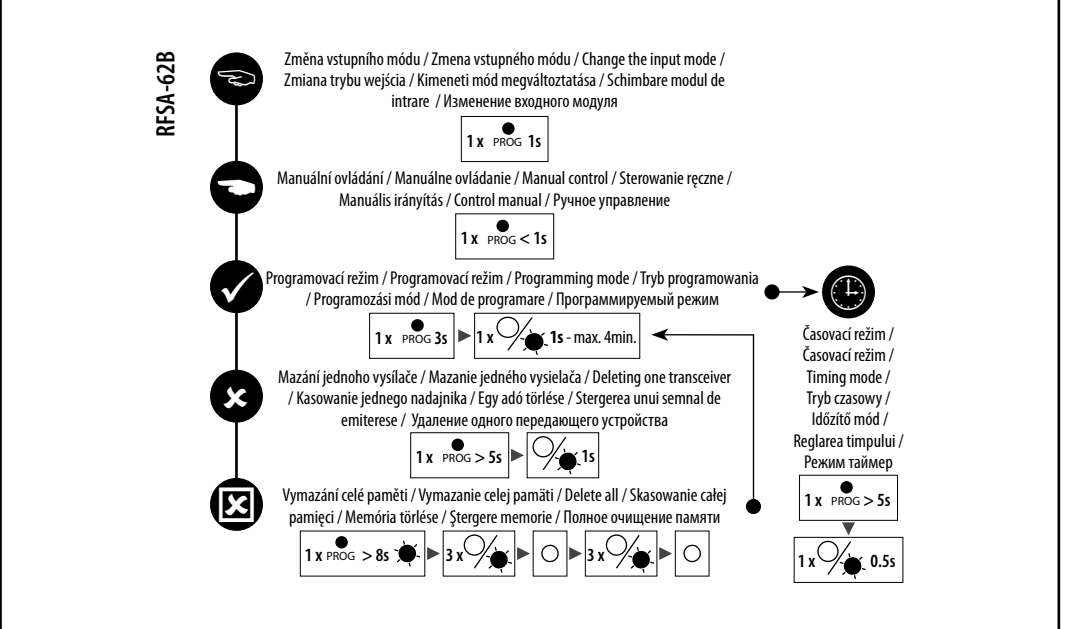 RFSA-62B
Změna vstupního módu / Zmena vstupného módu / Change the input mode /
Zmiana trybu wejścia / Kimeneti mód megváltoztatása / Schimbare modul de
intrare / Изменение входного модуля
1 x PROG 1s
Manuální ovládání / Manuálne ovládanie / Manual control / Sterowanie ręczne /
Manuális irányítás / Control manual / Ручное управление
1 x PROG < 1s
Programovací režim / Programovací režim / Programming mode / Tryb programowania
/ Programozási mód / Mod de programare / Программируемый режим
1 x PROG 3s
1 x 1s - max. 4min.
Mazání jednoho vysílače / Mazanie jedného vysielača / Deleting one transceiver
/ Kasowanie jednego nadajnika / Egy adó törlése / Stergerea unui semnal de
emiterese / Удаление одного передающего устройства
1 x PROG > 5s
1s
Vymazání celé paměti / Vymazanie celej pamäti / Delete all / Skasowanie całej
pamięci / Memória törlése / Ştergere memorie / Полное очищение памяти
1 x PROG > 8s
3 x
3 x
Časovací režim /
Časovací režim /
Timing mode /
Tryb czasowy /
Időzítő mód /
Reglarea timpului /
Режим таймер
1 x PROG > 5s
1 x 0.5s